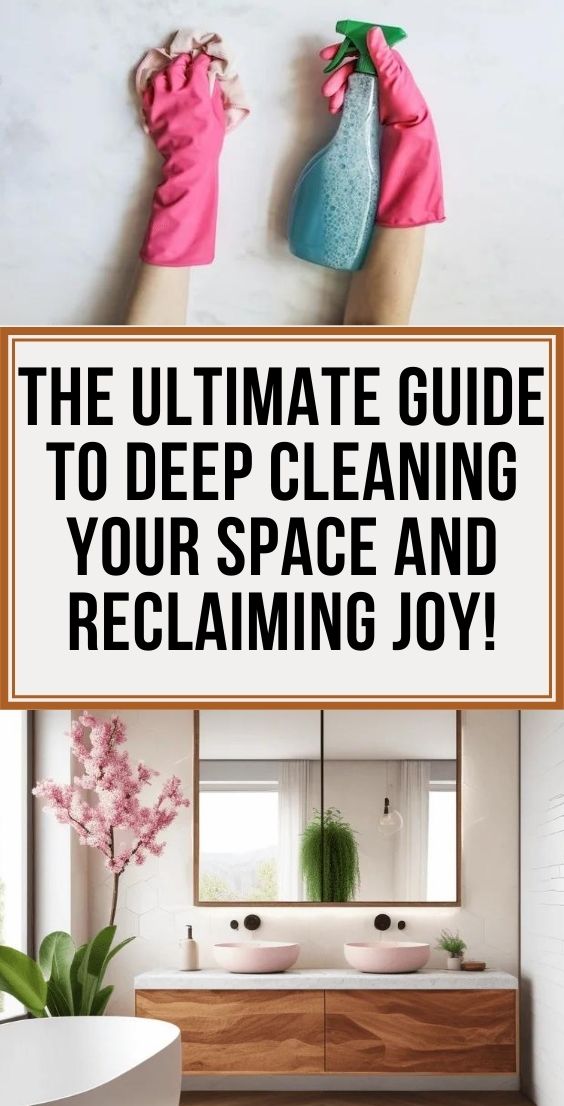 THE ULTIMATE GUIDE
TO DEEP CLEANING
YOUR SPACE AND
RECLAIMING JOY!